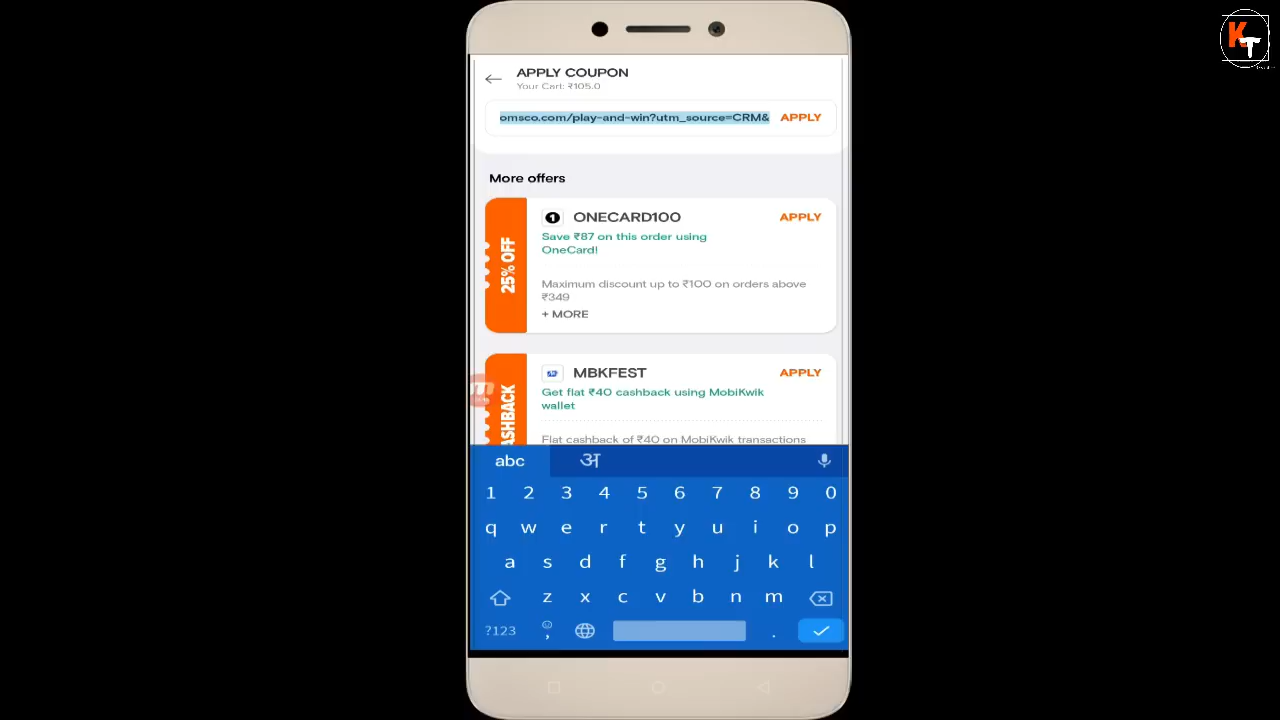 KT
APPLY COUPON
Your Cart: ₹105.0
omsco.com/play-and-win?utm_source=CRM& APPLY
More offers
25% OFF
1 ONECARD100 APPLY
Save ₹87 on this order using
OneCard!
Maximum discount up to ₹100 on orders above
₹349
+ MORE
ASHBACK
MBKFEST APPLY
Get flat ₹40 cashback using MobiKwik
wallet
Flat cashback of ₹40 on MobiKwik transactions
abc अ
1 2 3 4 5 6 7 8 9 0
q w e r t y u i o p
a s d f g h j k l
z x c v b n m
?123 , .